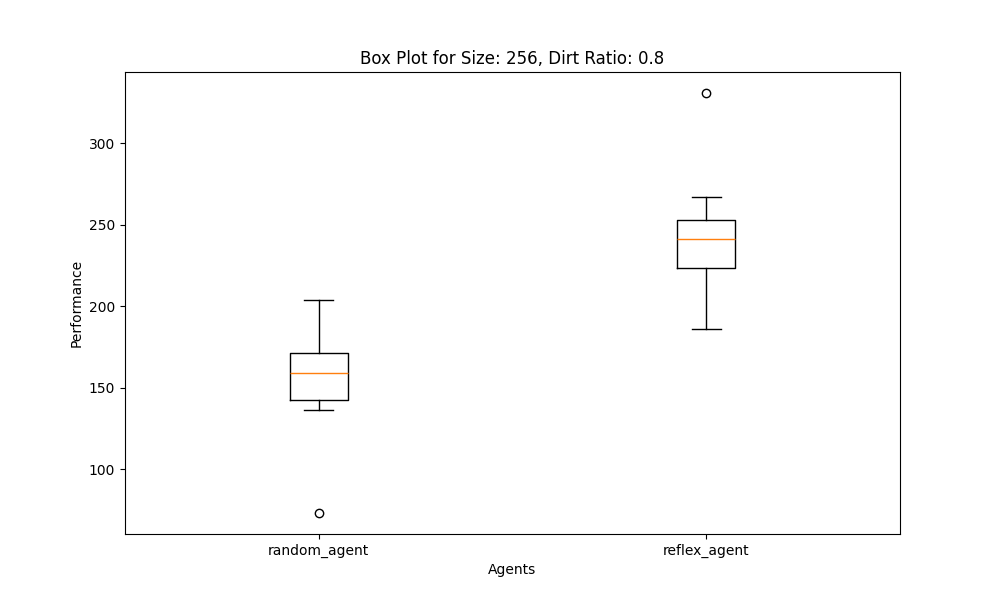 Box Plot for Size: 256, Dirt Ratio: 0.8
Performance
300
250
200
150
100
random_agent
reflex_agent
Agents